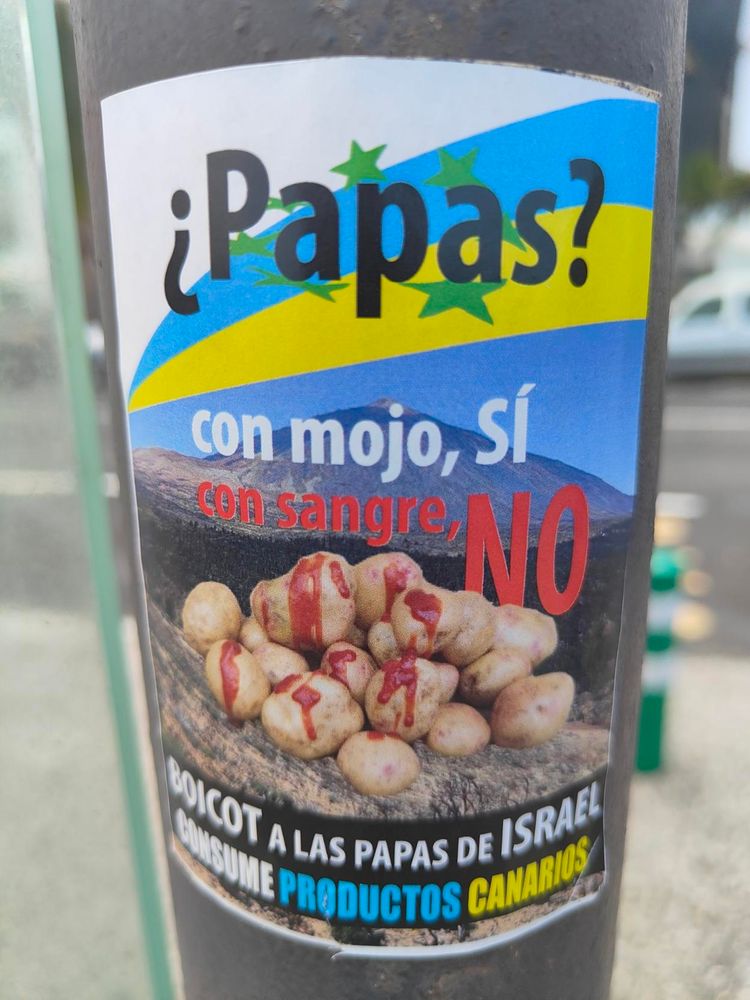 ¿Papas?
con mojo, SÍ
con sangre, NO
BOICOT A LAS PAPAS DE ISRAEL
CONSUME PRODUCTOS CANARIOS